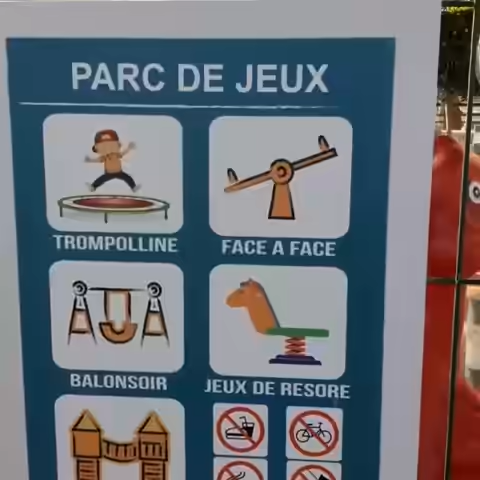 PARC DE JEUX
TROMPOLLINE
FACE A FACE
BALONSOIR
JEUX DE RESORE